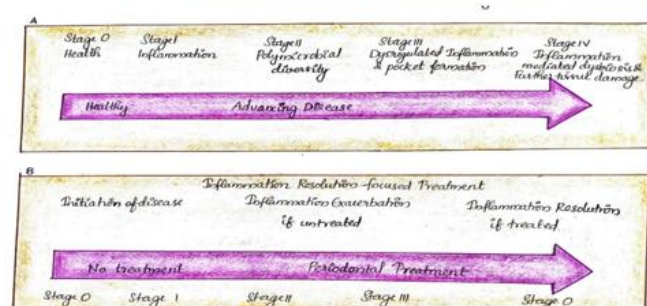 A
Stage 0 Stage I Stage II Stage III Stage IV
Health Inflammation Polymicrobial Dysregulated Inflammation Inflammation
diversity & pocket formation mediated dysbiosis &
Further tissue damage.
Healthy Advancing Disease
B
Inflammation Resolution-focused Treatment
Initiation of disease Inflammation Exacerbation Inflammation Resolution
if untreated if treated
No treatment Periodontal Treatment
Stage 0 Stage I Stage II Stage III Stage 0